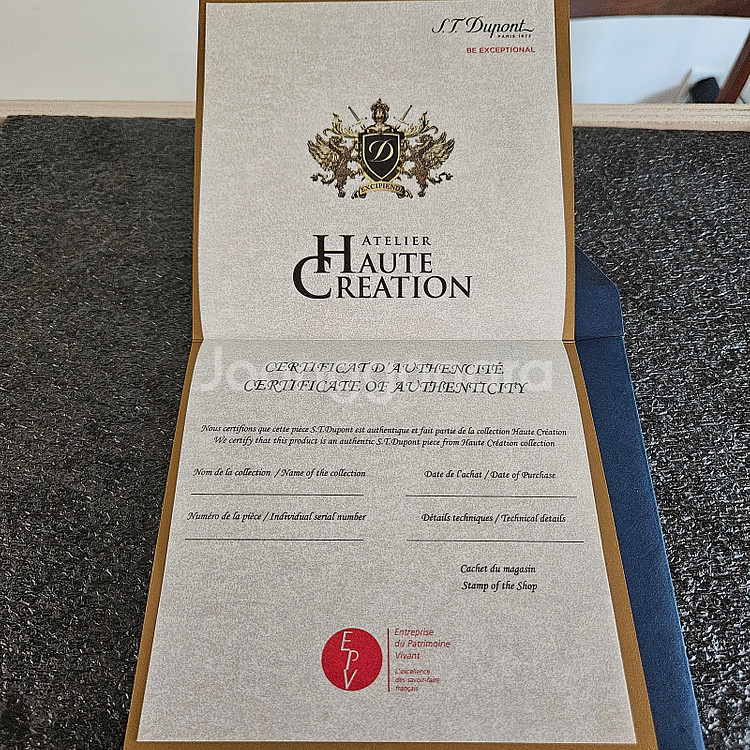 S.T. Dupont
PARIS 1872
BE EXCEPTIONAL
D
EXCIPIEND
ATELIER
HAUTE
CREATION
CERTIFICAT D'AUTHENCITÉ
CERTIFICATE OF AUTHENTICITY
Nous certifions que cette pièce S.T.Dupont est authentique et fait partie de la collection Haute Création
We certify that this product is an authentic S.T.Dupont piece from Haute Création collection
Nom de la collection / Name of the collection
Date de l'achat / Date of Purchase
Numéro de la pièce / Individual serial number
Détails techniques / Technical details
Cachet du magasin
Stamp of the Shop
EPV
Entreprise
du Patrimoine
Vivant
L'excellence
des savoir-faire
français